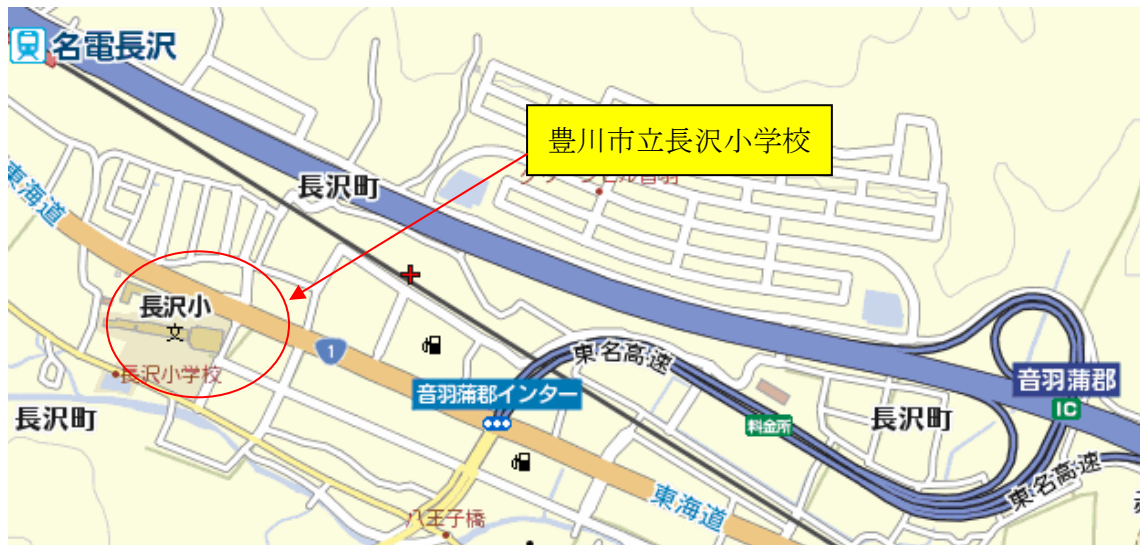 名電長沢
豊川市立長沢小学校
長沢町
東海道
長沢小
文
長沢小学校
1
東名高速
音羽蒲郡インター
音羽蒲郡
IC
長沢町
長沢町
料金所
東名高速
東海道
八王子橋